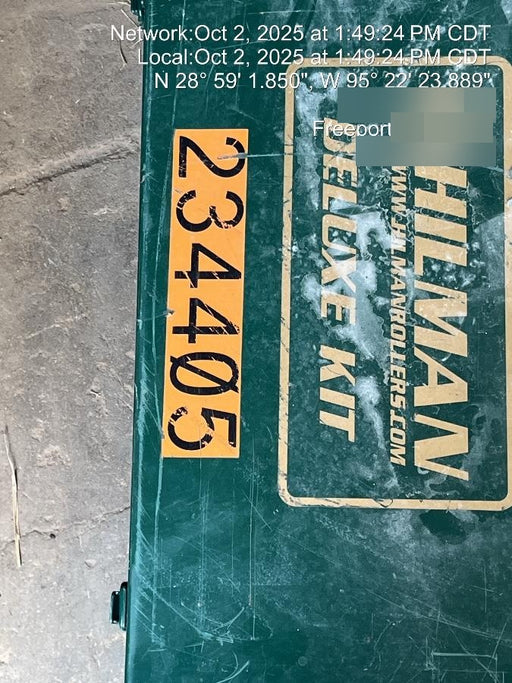 Network:Oct 2, 2025 at 1:49:24 PM CDT
Local:Oct 2, 2025 at 1:49:24 PM CDT
N 28° 59' 1.850", W 95° 22' 23.889"
Freeport
HILMAN
WWW.HILMANROLLERS.COM
DELUXE KIT
234405